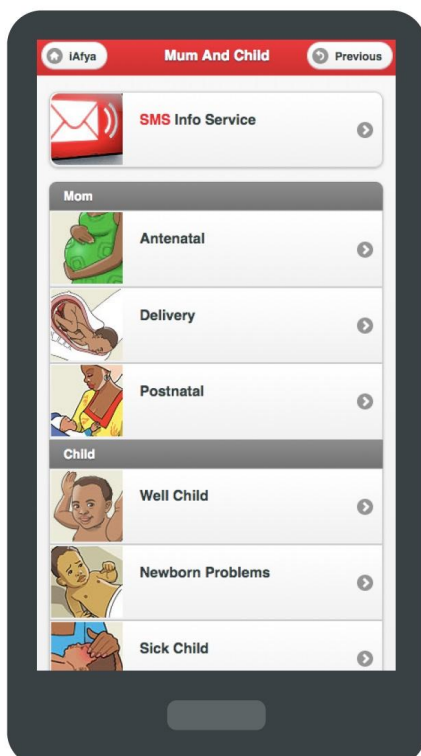 iAfya
Mum And Child
Previous
SMS Info Service
Mom
Antenatal
Delivery
Postnatal
Child
Well Child
Newborn Problems
Sick Child